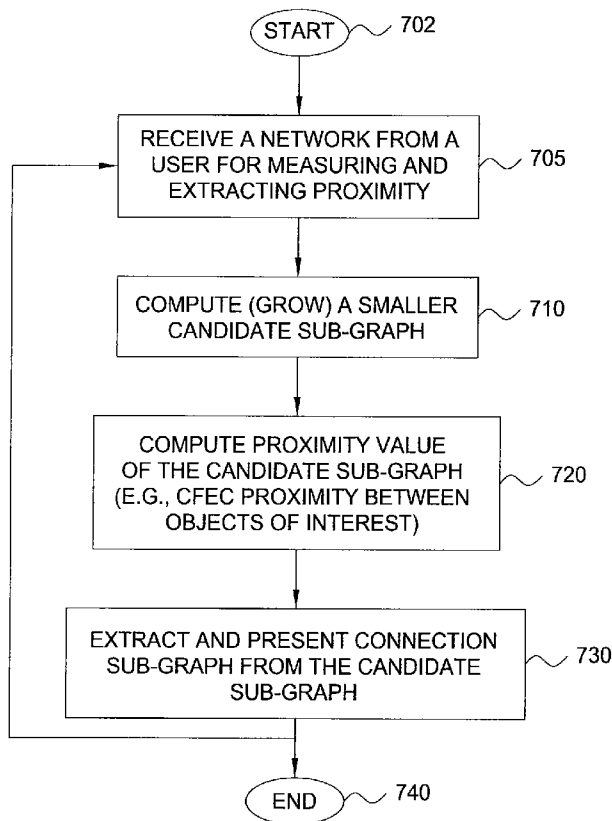 START
702
RECEIVE A NETWORK FROM A
USER FOR MEASURING AND
EXTRACTING PROXIMITY
705
COMPUTE (GROW) A SMALLER
CANDIDATE SUB-GRAPH
710
COMPUTE PROXIMITY VALUE
OF THE CANDIDATE SUB-GRAPH
(E.G., CFEC PROXIMITY BETWEEN
OBJECTS OF INTEREST)
720
EXTRACT AND PRESENT CONNECTION
SUB-GRAPH FROM THE CANDIDATE
SUB-GRAPH
730
END
740